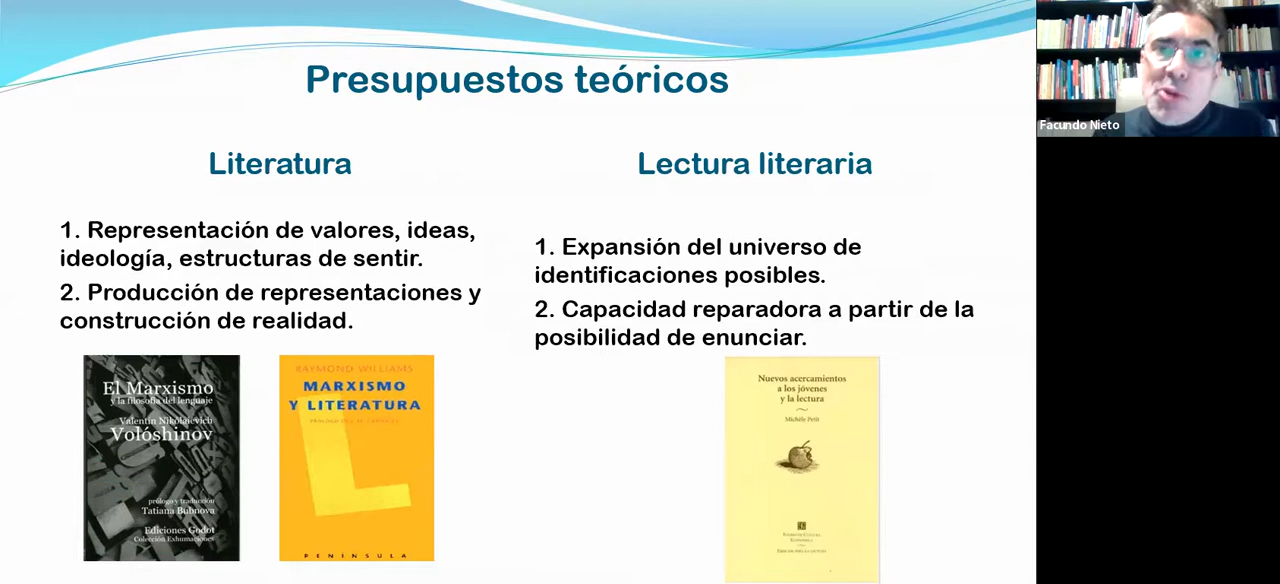 Presupuestos teóricos
Literatura
1. Representación de valores, ideas,
ideología, estructuras de sentir.
2. Producción de representaciones y
construcción de realidad.
El Marxismo
y la filosofía del lenguaje
Valentín Nikoláievich
Volóshinov
prólogo y traducción
Tatiana Bubnova
Ediciones Godot
Colección Exhumaciones
RAYMOND WILLIAMS
MARXISMO
Y LITERATURA
PENÍNSULA
Lectura literaria
1. Expansión del universo de
identificaciones posibles.
2. Capacidad reparadora a partir de la
posibilidad de enunciar.
Nuevos acercamientos
a los jóvenes
y la lectura
Michèle Petit
Facundo Nieto